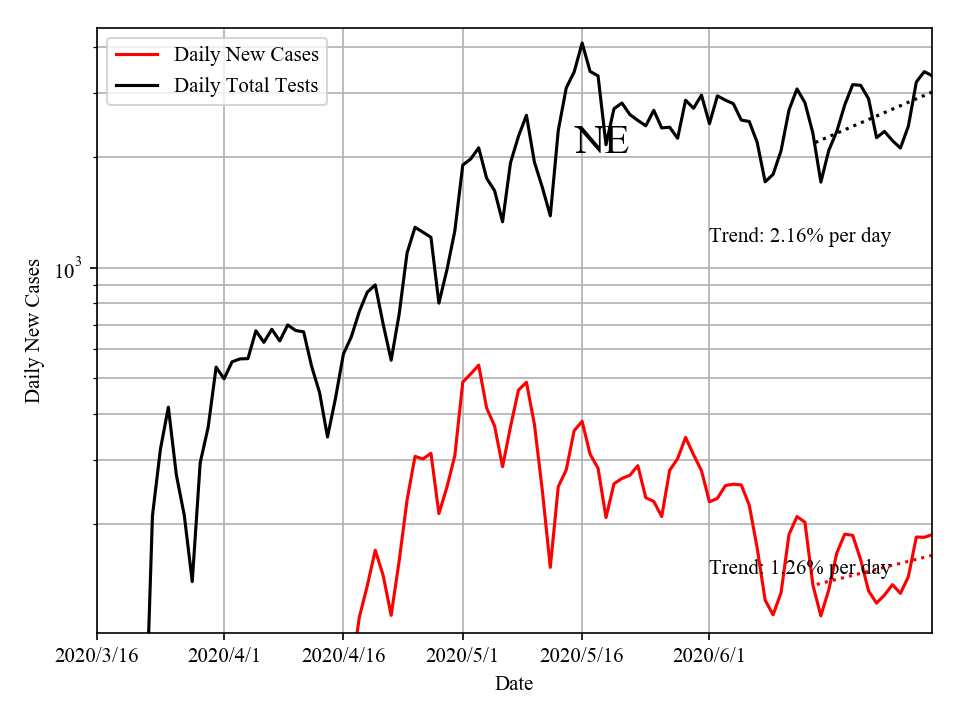 Daily New Cases
Daily Total Tests
NE
Trend: 2.16% per day
10^3
Daily New Cases
Trend: 1.26% per day
2020/3/16
2020/4/1
2020/4/16
2020/5/1
2020/5/16
2020/6/1
Date